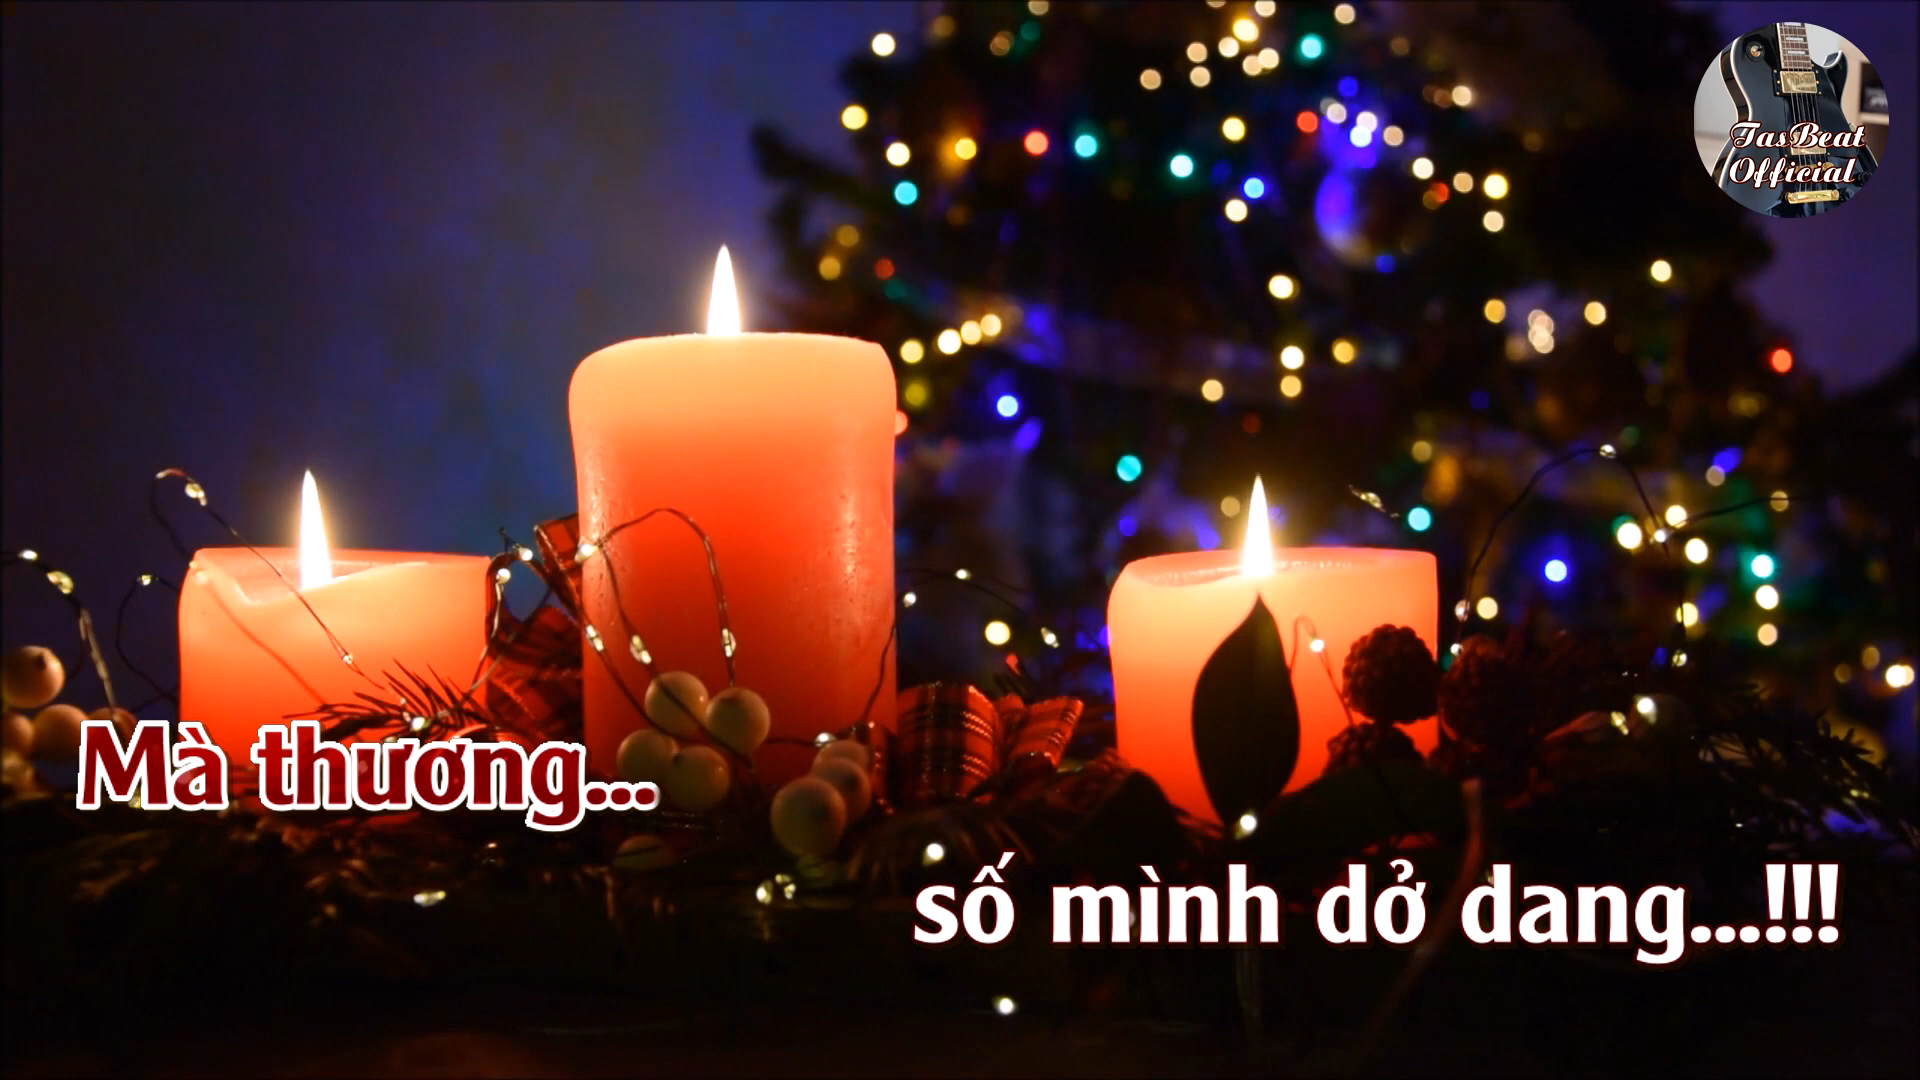 TasBeat
Official
Mà thương...
số mình dở dang...!!!